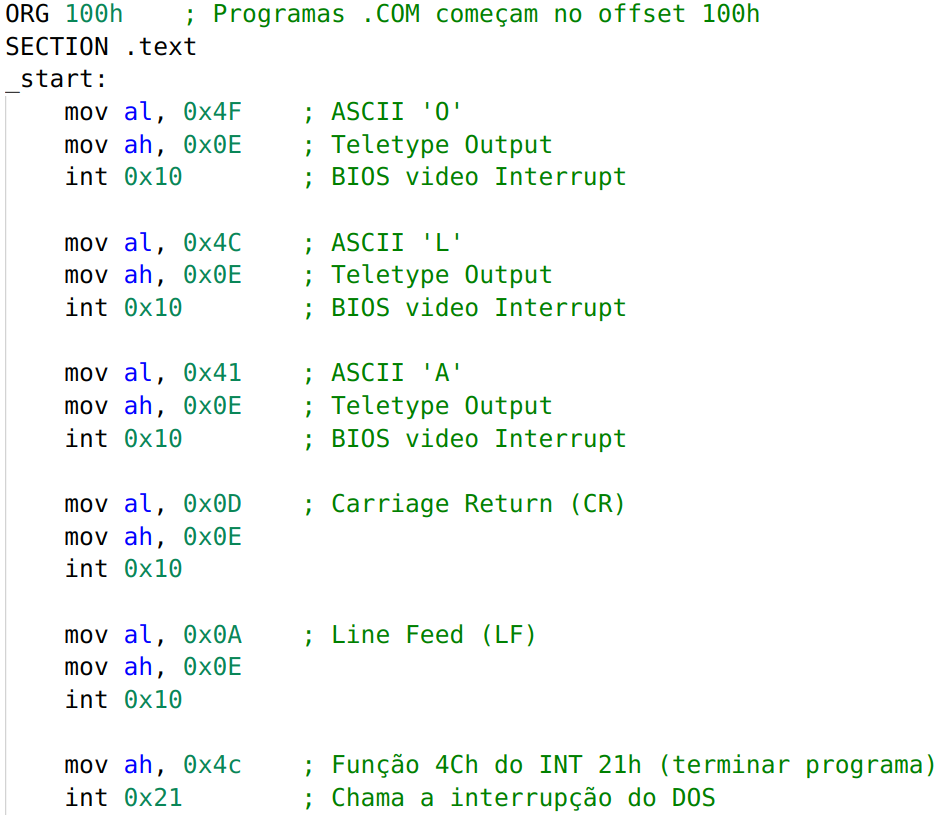 ORG 100h    ; Programas .COM começam no offset 100h
SECTION .text
_start:
    mov al, 0x4F    ; ASCII 'O'
    mov ah, 0x0E    ; Teletype Output
    int 0x10        ; BIOS video Interrupt

    mov al, 0x4C    ; ASCII 'L'
    mov ah, 0x0E    ; Teletype Output
    int 0x10        ; BIOS video Interrupt

    mov al, 0x41    ; ASCII 'A'
    mov ah, 0x0E    ; Teletype Output
    int 0x10        ; BIOS video Interrupt

    mov al, 0x0D    ; Carriage Return (CR)
    mov ah, 0x0E
    int 0x10

    mov al, 0x0A    ; Line Feed (LF)
    mov ah, 0x0E
    int 0x10

    mov ah, 0x4c    ; Função 4Ch do INT 21h (terminar programa)
    int 0x21        ; Chama a interrupção do DOS